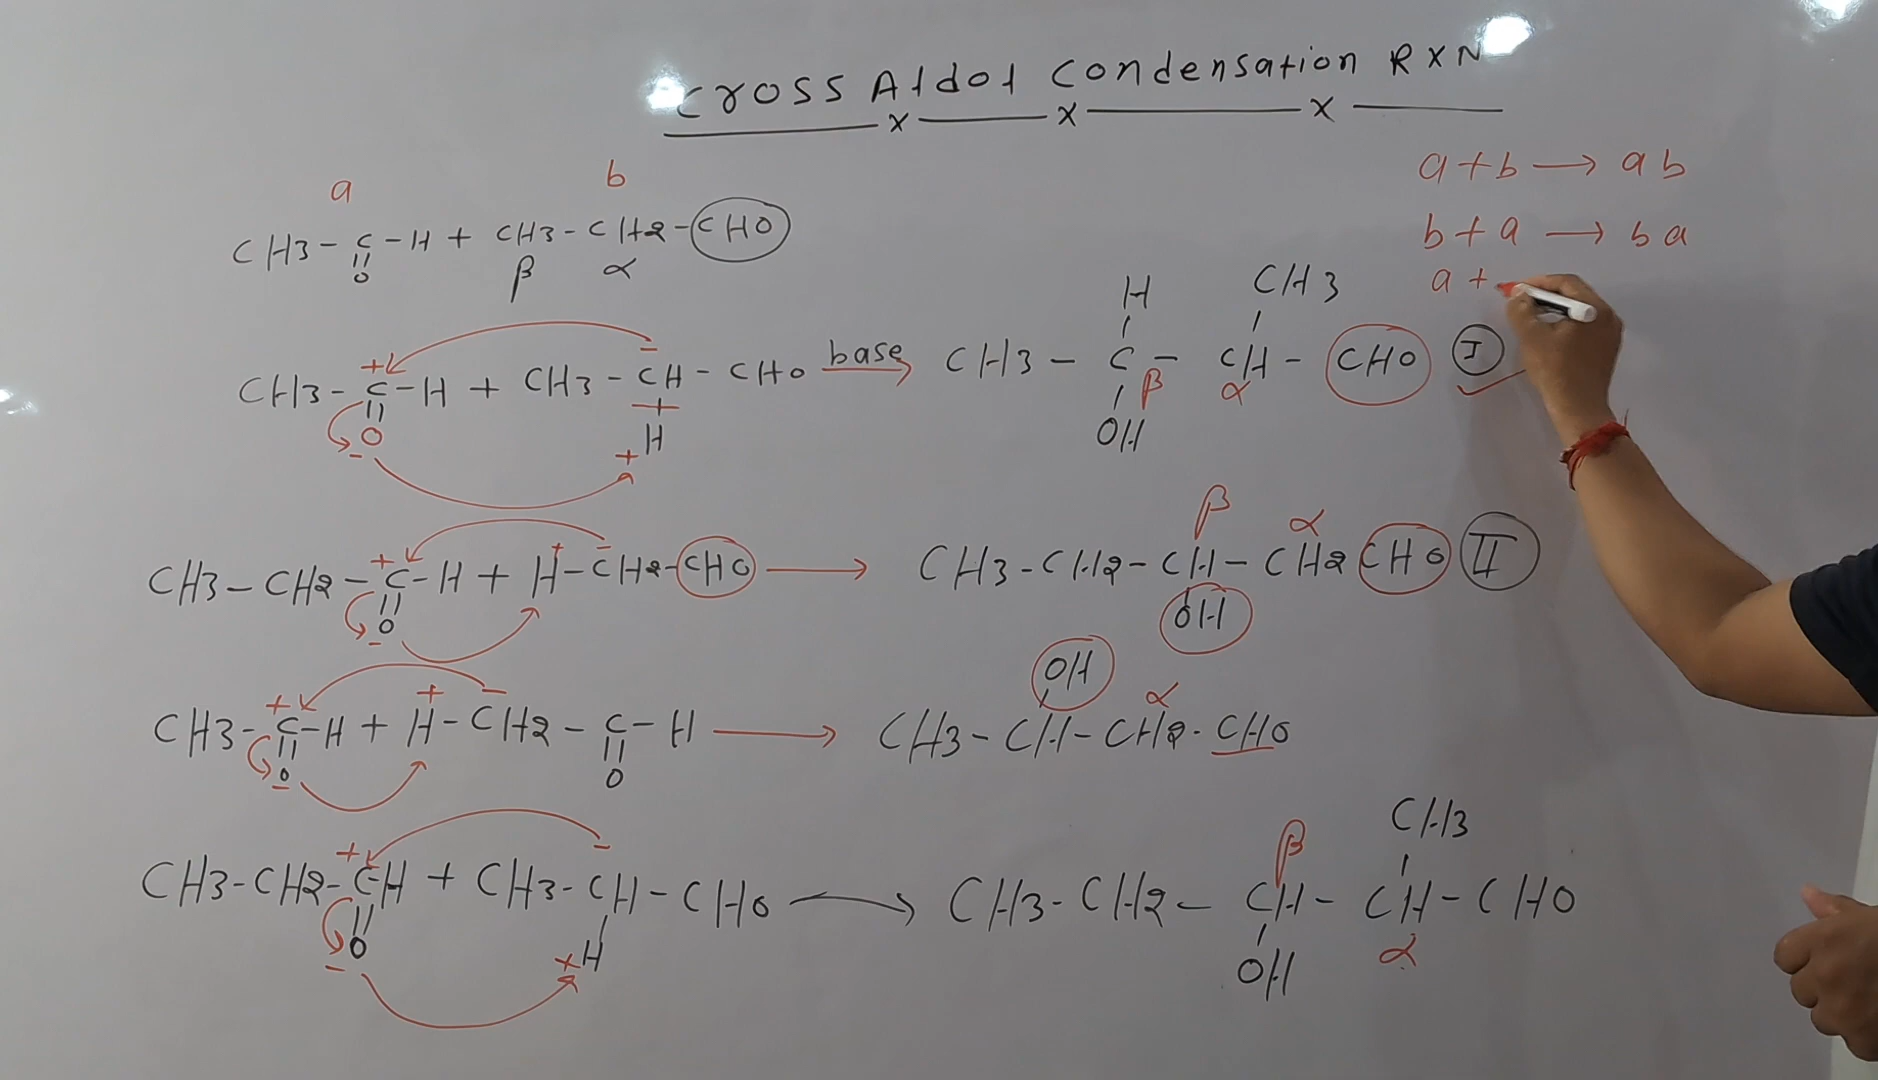 Cross Aldol Condensation RXN
x x x
a b
CH3-C-H + CH3-CH2-CHO
O β α
a+b → ab
b+a → ba
a+
H CH3
+ -
CH3-C-H + CH3-CH-CHO base → CH3-C-CH-CHO I
β α
O H OH
- +
β α
+ + -
CH3-CH2-C-H + H-CH2-CHO → CH3-CH2-CH-CH2 CHO II
O OH
-
OH α
+ + -
CH3-C-H + H-CH2-C-H → CH3-CH-CH2-CHO
O O
-
β CH3
+ -
CH3-CH2-C-H + CH3-CH-CHO → CH3-CH2-CH-CH-CHO
O H OH α
- +